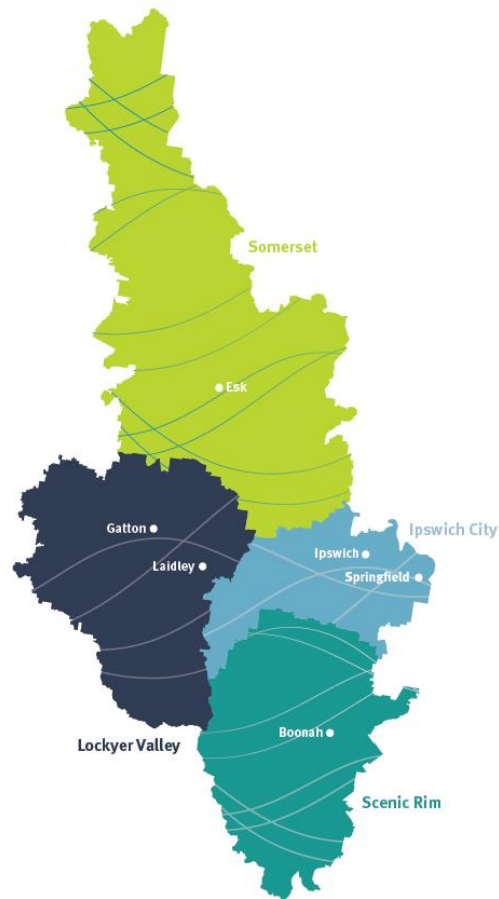 Somerset
Esk
Gatton
Ipswich City
Ipswich
Laidley
Springfield
Boonah
Lockyer Valley
Scenic Rim